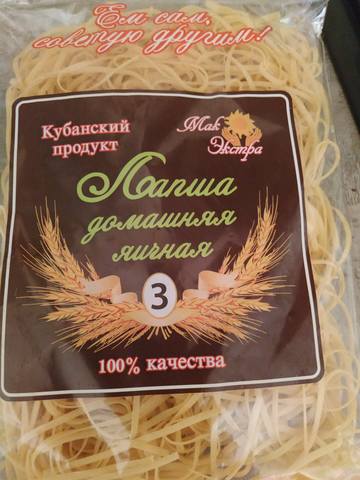 Ем сам,
советую другим!
Кубанский
продукт
Мак
Экстра
Лапша
домашняя
яичная
3
100% качества